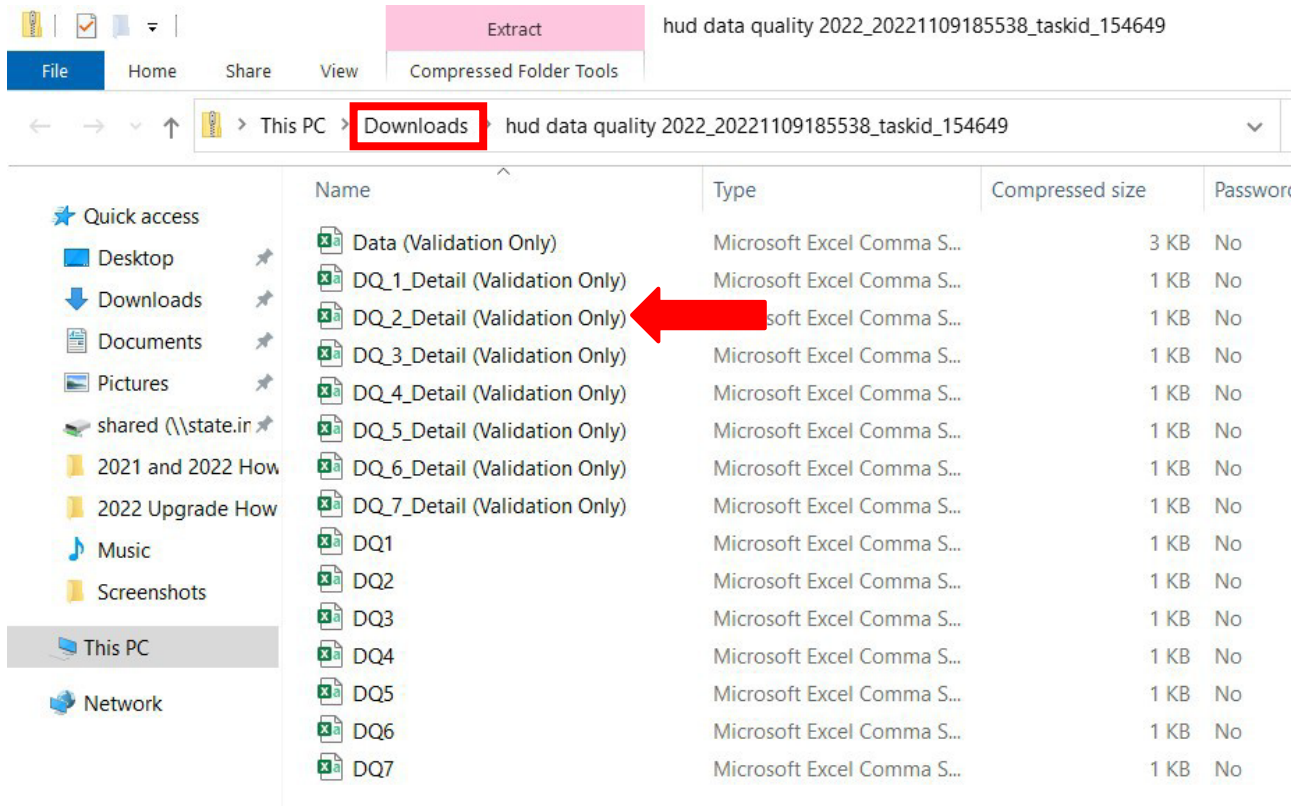 Extract
hud data quality 2022_20221109185538_taskid_154649
File Home Share View Compressed Folder Tools
This PC > Downloads > hud data quality 2022_20221109185538_taskid_154649
Name Type Compressed size Password
Quick access
Desktop
Downloads
Documents
Pictures
shared (\\state.in
2021 and 2022 How
2022 Upgrade How
Music
Screenshots
This PC
Network
Data (Validation Only) Microsoft Excel Comma S... 3 KB No
DQ_1_Detail (Validation Only) Microsoft Excel Comma S... 1 KB No
DQ_2_Detail (Validation Only) soft Excel Comma S... 1 KB No
DQ_3_Detail (Validation Only) Microsoft Excel Comma S... 1 KB No
DQ_4_Detail (Validation Only) Microsoft Excel Comma S... 1 KB No
DQ_5_Detail (Validation Only) Microsoft Excel Comma S... 1 KB No
DQ_6_Detail (Validation Only) Microsoft Excel Comma S... 1 KB No
DQ_7_Detail (Validation Only) Microsoft Excel Comma S... 1 KB No
DQ1 Microsoft Excel Comma S... 1 KB No
DQ2 Microsoft Excel Comma S... 1 KB No
DQ3 Microsoft Excel Comma S... 1 KB No
DQ4 Microsoft Excel Comma S... 1 KB No
DQ5 Microsoft Excel Comma S... 1 KB No
DQ6 Microsoft Excel Comma S... 1 KB No
DQ7 Microsoft Excel Comma S... 1 KB No